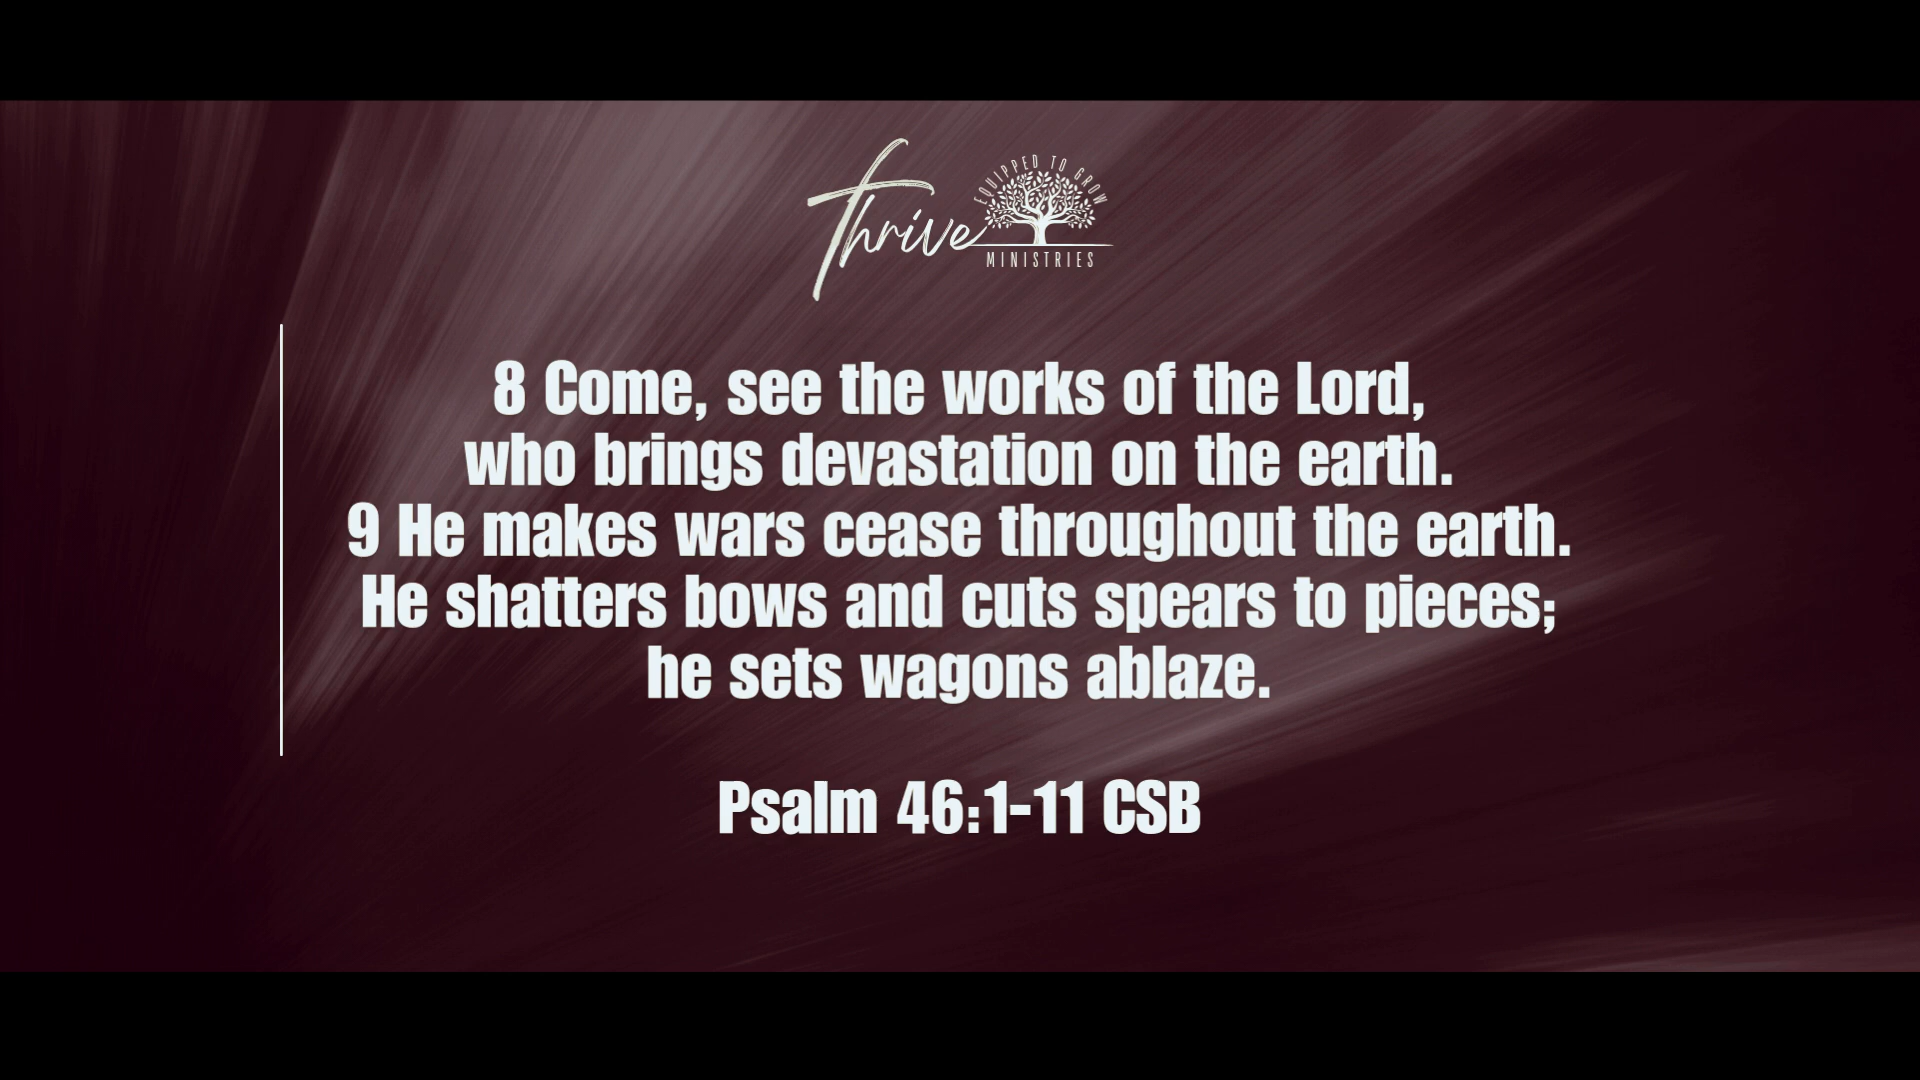 Thrive
EQUIPPED TO GROW
MINISTRIES
8 Come, see the works of the Lord,
who brings devastation on the earth.
9 He makes wars cease throughout the earth.
He shatters bows and cuts spears to pieces;
he sets wagons ablaze.
Psalm 46:1-11 CSB